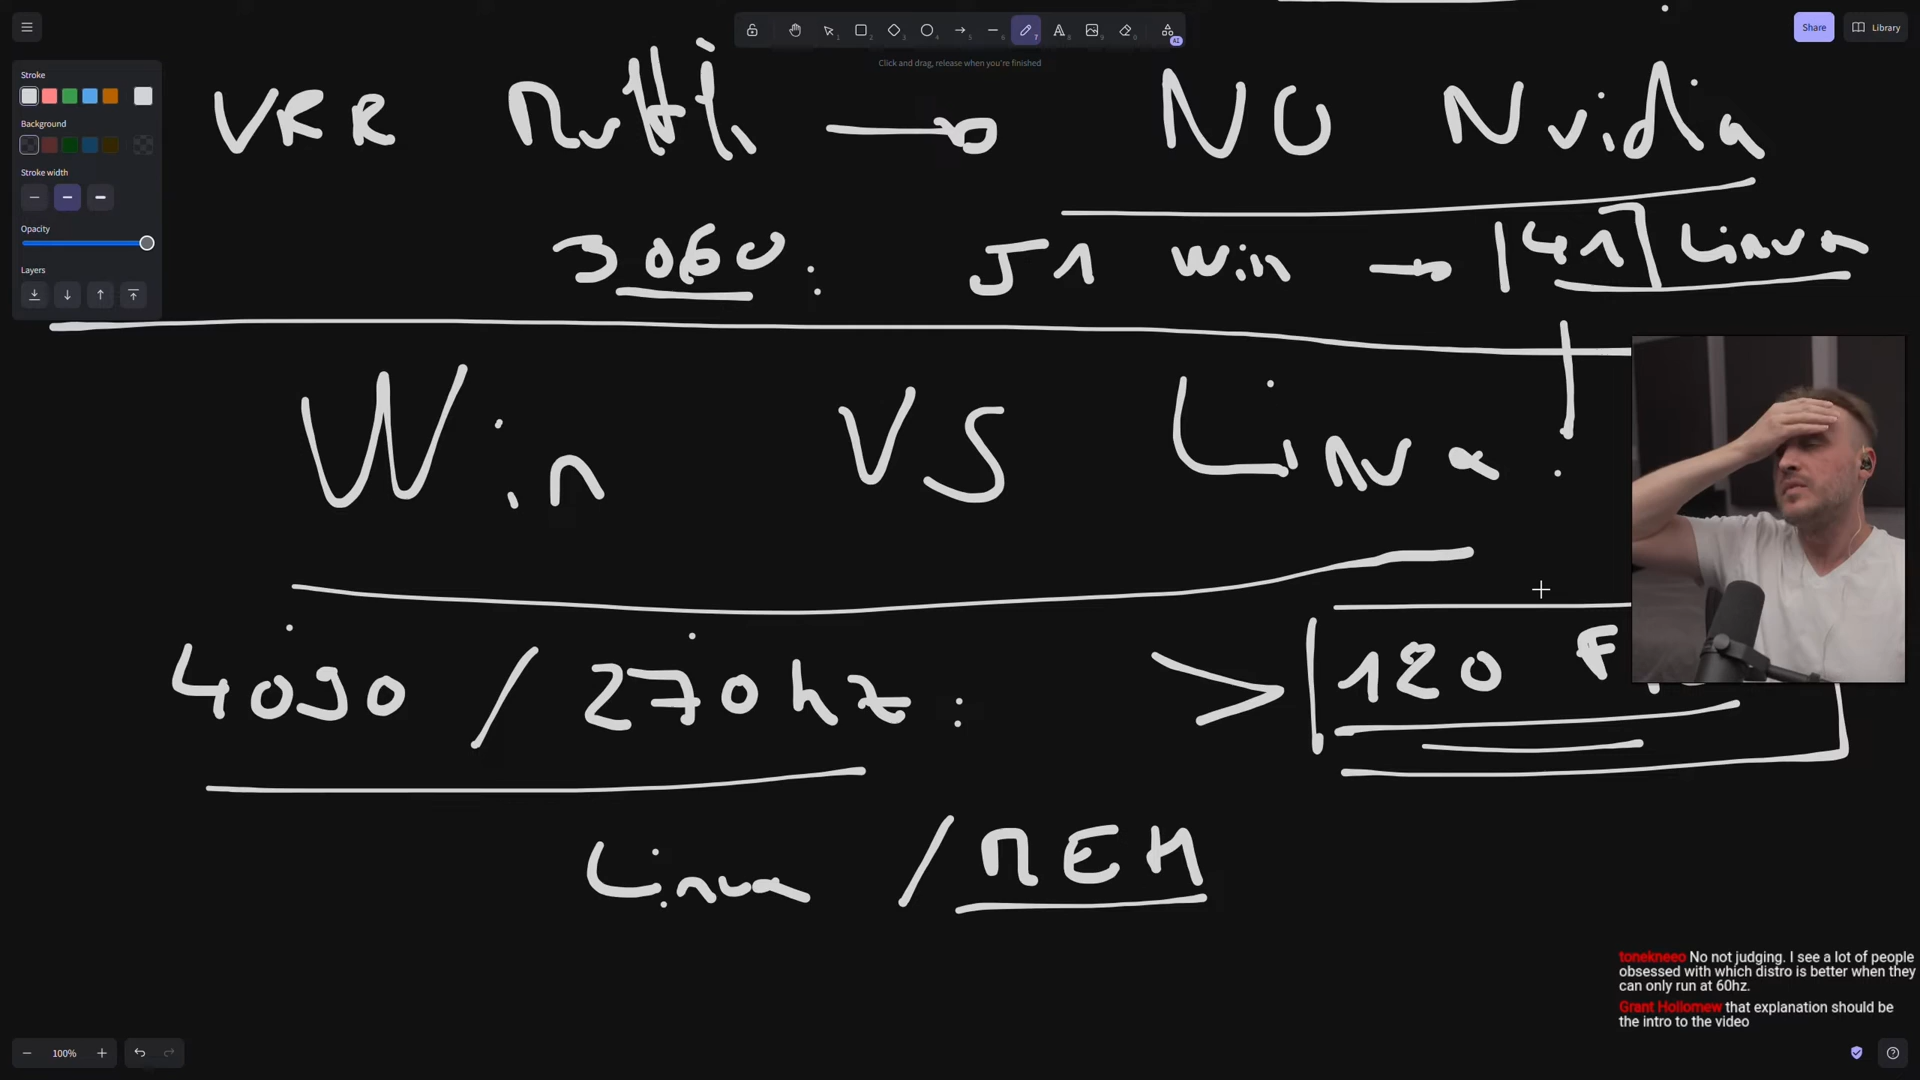 Share
Library
Click and drag, release when you're finished
Stroke
Background
Stroke width
Opacity
Layers
VRR Multi → NO Nvidia
3060: 51 Win → |41| Linux
Win VS Linux!
4090 / 270hz: > 120 F
Linux / MEH
tonekneeo No not judging. I see a lot of people
obsessed with which distro is better when they
can only run at 60hz.
Grant Hollomew that explanation should be
the intro to the video
100%